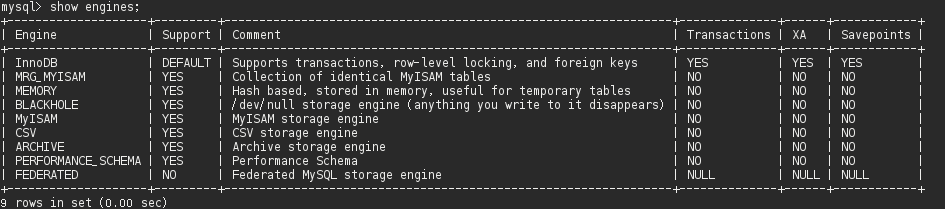 mysql> show engines;
+--------------------+---------+----------------------------------------------------------------+--------------+------+------------+
| Engine             | Support | Comment                                                        | Transactions | XA   | Savepoints |
+--------------------+---------+----------------------------------------------------------------+--------------+------+------------+
| InnoDB             | DEFAULT | Supports transactions, row-level locking, and foreign keys     | YES          | YES  | YES        |
| MRG_MYISAM         | YES     | Collection of identical MyISAM tables                          | NO           | NO   | NO         |
| MEMORY             | YES     | Hash based, stored in memory, useful for temporary tables      | NO           | NO   | NO         |
| BLACKHOLE          | YES     | /dev/null storage engine (anything you write to it disappears) | NO           | NO   | NO         |
| MyISAM             | YES     | MyISAM storage engine                                          | NO           | NO   | NO         |
| CSV                | YES     | CSV storage engine                                             | NO           | NO   | NO         |
| ARCHIVE            | YES     | Archive storage engine                                         | NO           | NO   | NO         |
| PERFORMANCE_SCHEMA | YES     | Performance Schema                                             | NO           | NO   | NO         |
| FEDERATED          | NO      | Federated MySQL storage engine                                 | NULL         | NULL | NULL       |
+--------------------+---------+----------------------------------------------------------------+--------------+------+------------+
9 rows in set (0.00 sec)